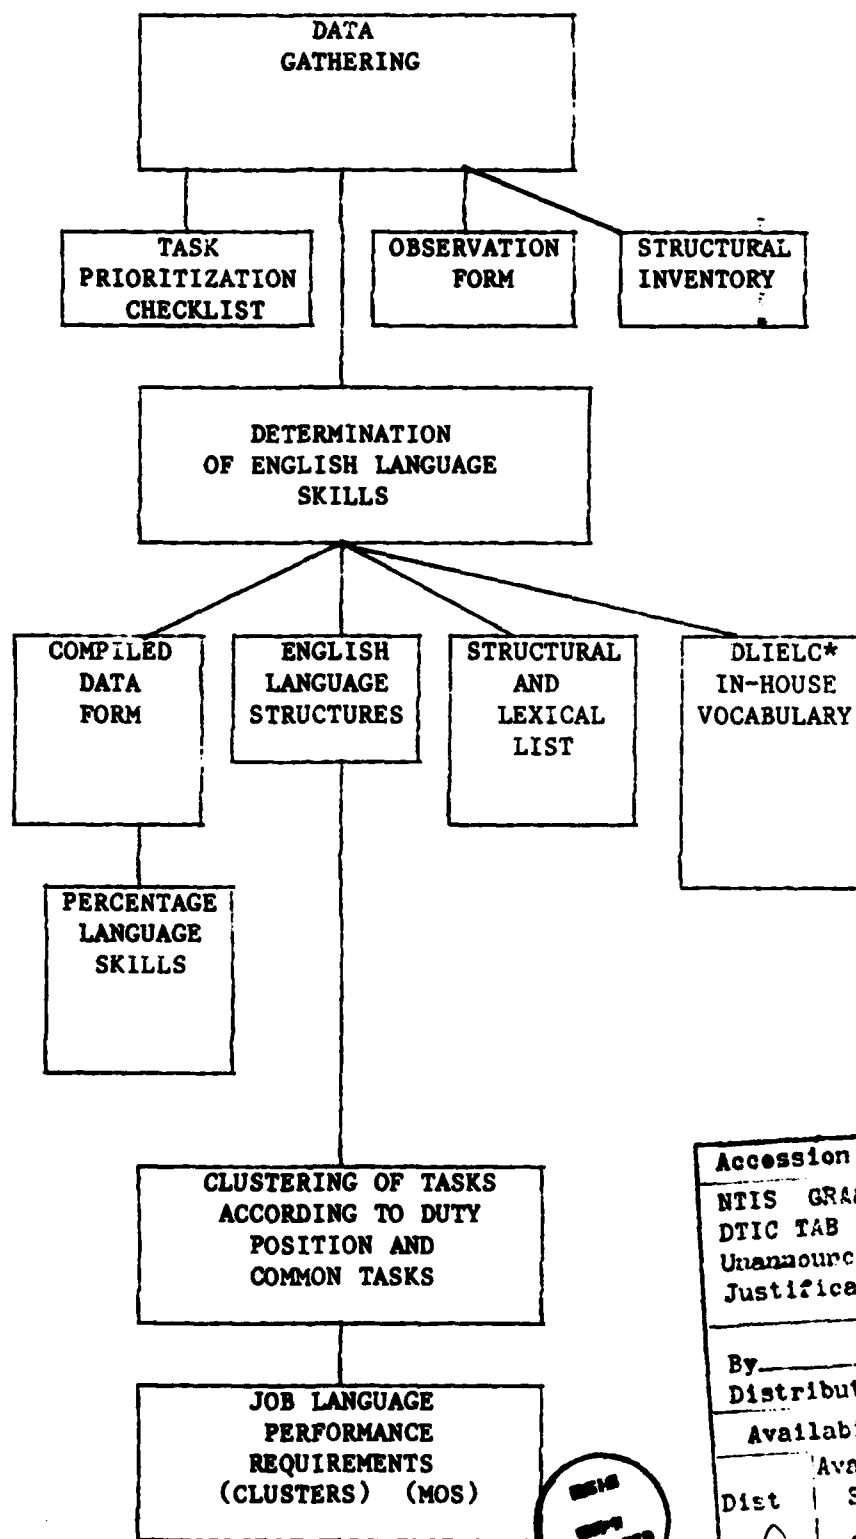 DATA
GATHERING
TASK
PRIORITIZATION
CHECKLIST
OBSERVATION
FORM
STRUCTURAL
INVENTORY
DETERMINATION
OF ENGLISH LANGUAGE
SKILLS
COMPILED
DATA
FORM
ENGLISH
LANGUAGE
STRUCTURES
STRUCTURAL
AND
LEXICAL
LIST
DLIELC*
IN-HOUSE
VOCABULARY
PERCENTAGE
LANGUAGE
SKILLS
CLUSTERING OF TASKS
ACCORDING TO DUTY
POSITION AND
COMMON TASKS
JOB LANGUAGE
PERFORMANCE
REQUIREMENTS
(CLUSTERS) (MOS)
Accession
NTIS
DTIC TAB
Unannounc
Justifica
By
Distribut
Availabi
Ava
Dist S